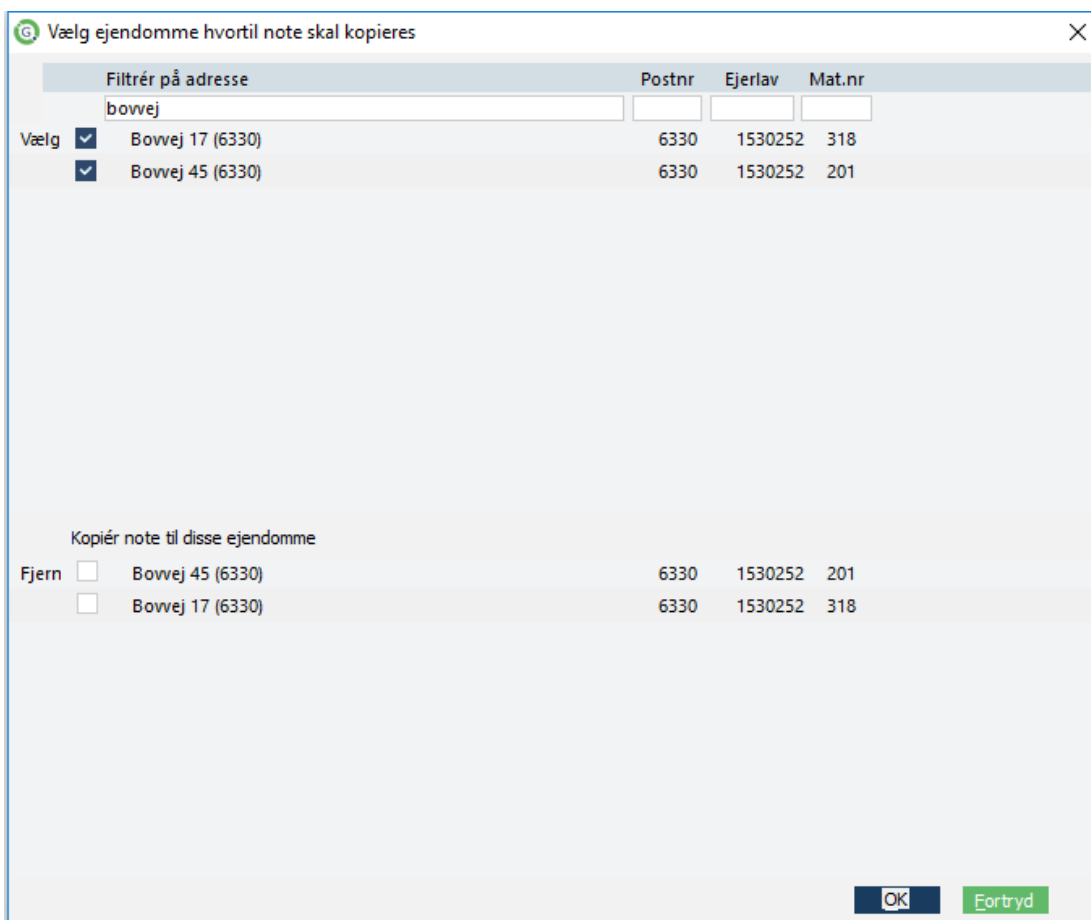 G Vælg ejendomme hvortil note skal kopieres
Filtrér på adresse Postnr Ejerlav Mat.nr
bovvej
Vælg Bovvej 17 (6330) 6330 1530252 318
Bovvej 45 (6330) 6330 1530252 201
Kopiér note til disse ejendomme
Fjern Bovvej 45 (6330) 6330 1530252 201
Bovvej 17 (6330) 6330 1530252 318
OK Fortryd